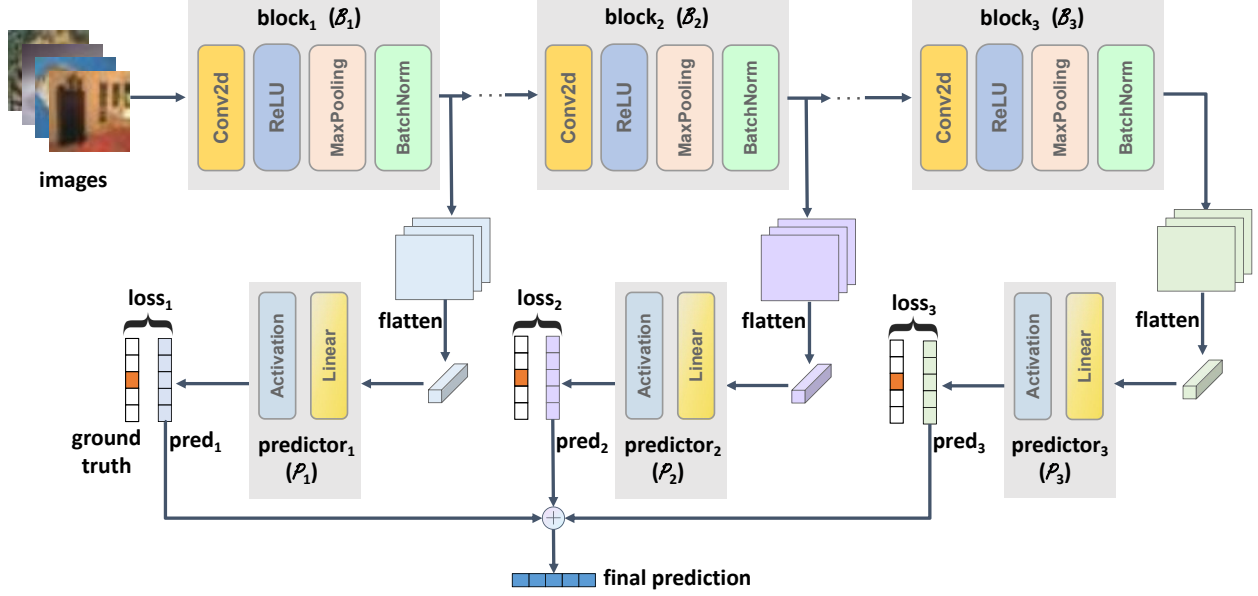 block₁ (ℬ₁)
block₂ (ℬ₂)
block₃ (ℬ₃)
Conv2d
ReLU
MaxPooling
BatchNorm
Conv2d
ReLU
MaxPooling
BatchNorm
Conv2d
ReLU
MaxPooling
BatchNorm
images
loss₁
Activation
Linear
flatten
loss₂
Activation
Linear
flatten
loss₃
Activation
Linear
flatten
ground
truth
pred₁
predictor₁
(𝒫₁)
pred₂
predictor₂
(𝒫₂)
pred₃
predictor₃
(𝒫₃)
+
final prediction